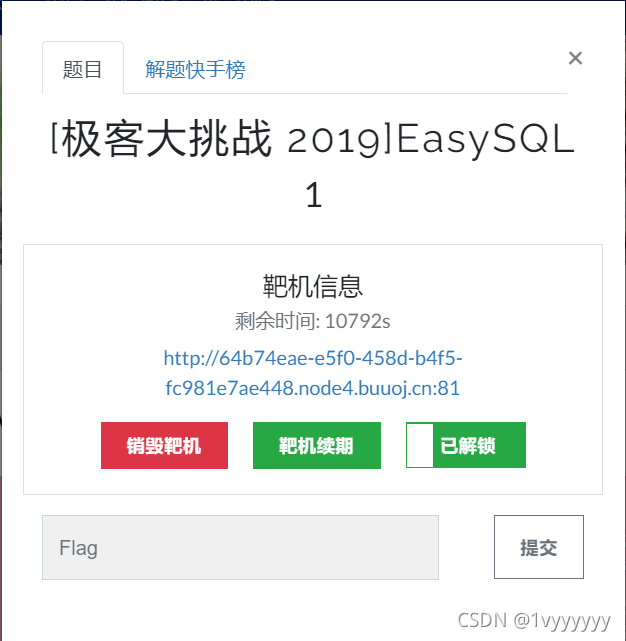 题目
解题快手榜
×
[极客大挑战 2019]EasySQL
1
靶机信息
剩余时间: 10792s
http://64b74eae-e5f0-458d-b4f5-
fc981e7ae448.node4.buuoj.cn:81
销毁靶机
靶机续期
已解锁
Flag
提交
CSDN @1vyyyyyy